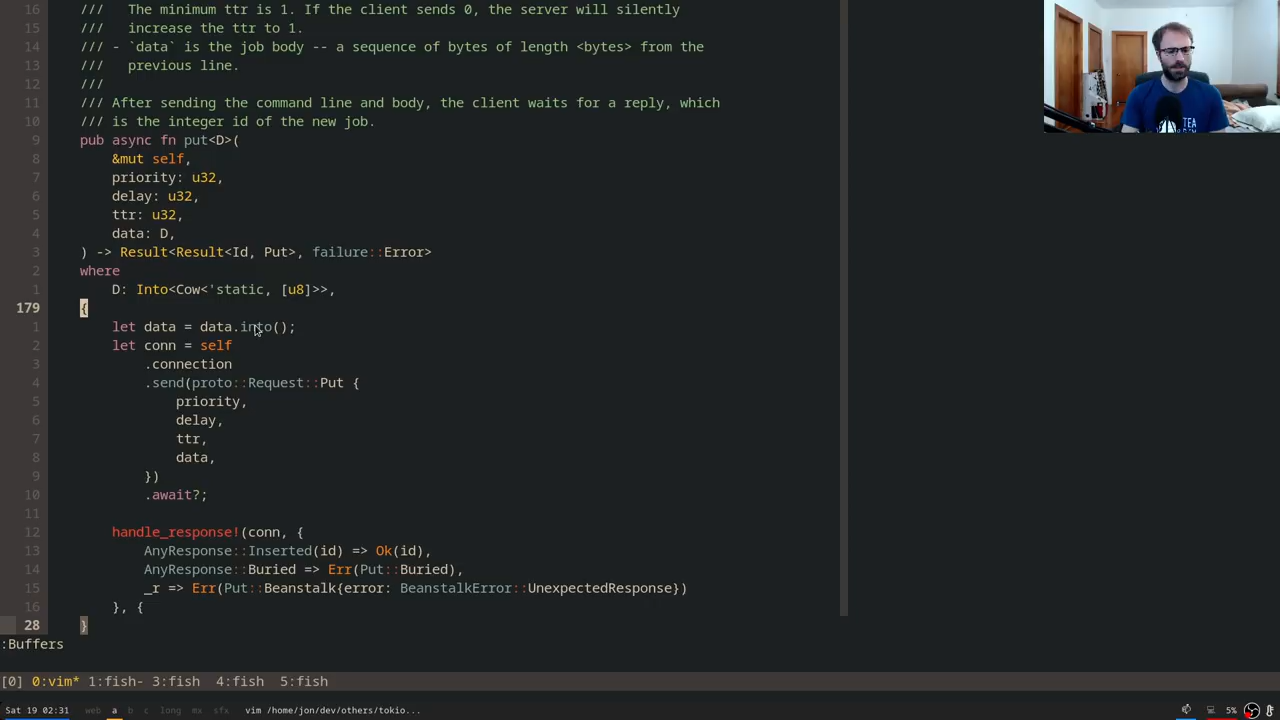 16    ///   The minimum ttr is 1. If the client sends 0, the server will silently
15    ///   increase the ttr to 1.
14    /// - `data` is the job body -- a sequence of bytes of length <bytes> from the
13    ///   previous line.
12    ///
11    /// After sending the command line and body, the client waits for a reply, which
10    /// is the integer id of the new job.
9    pub async fn put<D>(
8        &mut self,
7        priority: u32,
6        delay: u32,
5        ttr: u32,
4        data: D,
3    ) -> Result<Result<Id, Put>, failure::Error>
2    where
1        D: Into<Cow<'static, [u8]>>,
179    {
1        let data = data.into();
2        let conn = self
3            .connection
4            .send(proto::Request::Put {
5                priority,
6                delay,
7                ttr,
8                data,
9            })
10            .await?;
11
12        handle_response!(conn, {
13            AnyResponse::Inserted(id) => Ok(id),
14            AnyResponse::Buried => Err(Put::Buried),
15            _r => Err(Put::Beanstalk{error: BeanstalkError::UnexpectedResponse})
16        }, {
28    }
:Buffers
[0] 0:vim* 1:fish- 3:fish  4:fish  5:fish
Sat 19 02:31 web a b c long mx sfx vim /home/jon/dev/others/tokio... 5%